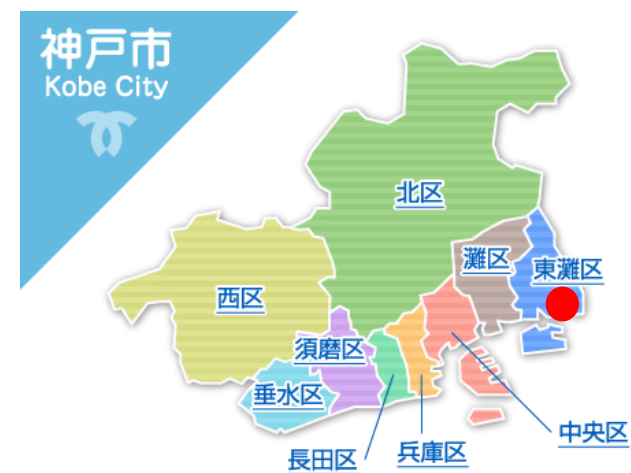 神戸市
Kobe City
北区
灘区
東灘区
西区
須磨区
垂水区
中央区
兵庫区
長田区